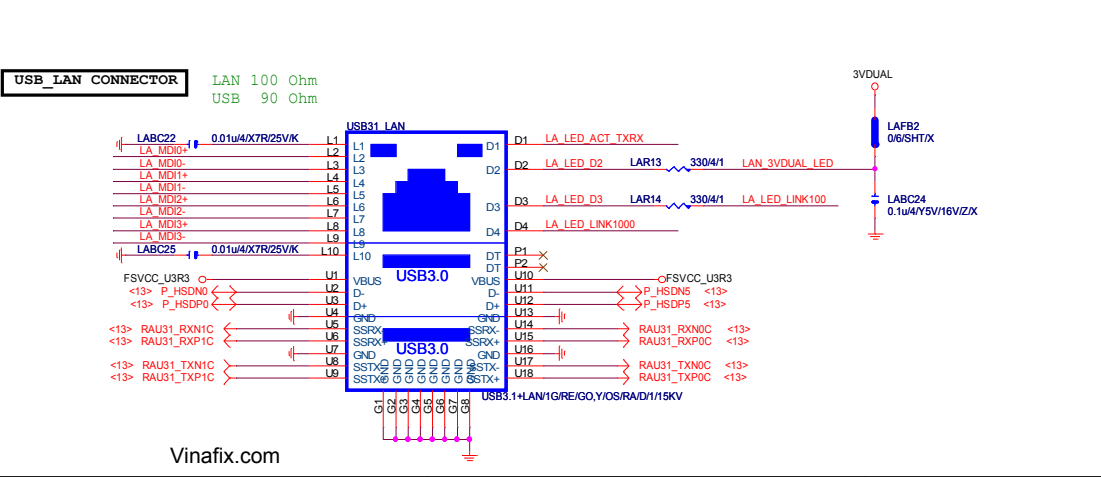 USB_LAN CONNECTOR
LAN 100 Ohm
USB 90 Ohm
3VDUAL
LAFB2
0/6/SHT/X
USB31_LAN
LABC22 0.01u/4/X7R/25V/K L1 L1 D1 D1 LA_LED_ACT_TXRX
LA_MDI0+ L2 L2
LA_MDI0- L3 L3 D2 D2 LA_LED_D2 LAR13 330/4/1 LAN_3VDUAL_LED
LA_MDI1+ L4 L4
LA_MDI1- L5 L5
LA_MDI2+ L6 L6 D3 D3 LA_LED_D3 LAR14 330/4/1 LA_LED_LINK100
LABC24
0.1u/4/Y5V/16V/Z/X
LA_MDI2- L7 L7
LA_MDI3+ L8 L8 D4 D4 LA_LED_LINK1000
LA_MDI3- L9 L9
LABC25 0.01u/4/X7R/25V/K L10 L10 DT P1
DT P2
USB3.0
FSVCC_U3R3 U1 VBUS VBUS U10 FSVCC_U3R3
<13> P_HSDN0 U2 D- D- U11 P_HSDN5 <13>
<13> P_HSDP0 U3 D+ D+ U12 P_HSDP5 <13>
U4 GND GND U13
<13> RAU31_RXN1C U5 SSRX- SSRX- U14 RAU31_RXN0C <13>
<13> RAU31_RXP1C U6 SSRX+ SSRX+ U15 RAU31_RXP0C <13>
USB3.0
U7 GND GND U16
<13> RAU31_TXN1C U8 SSTX- SSTX- U17 RAU31_TXN0C <13>
<13> RAU31_TXP1C U9 SSTX+ SSTX+ U18 RAU31_TXP0C <13>
GND GND GND GND GND GND GND GND
G1 G2 G3 G4 G5 G6 G7 G8
USB3.1+LAN/1G/RE/GO,Y/OS/RA/D/1/15KV
Vinafix.com